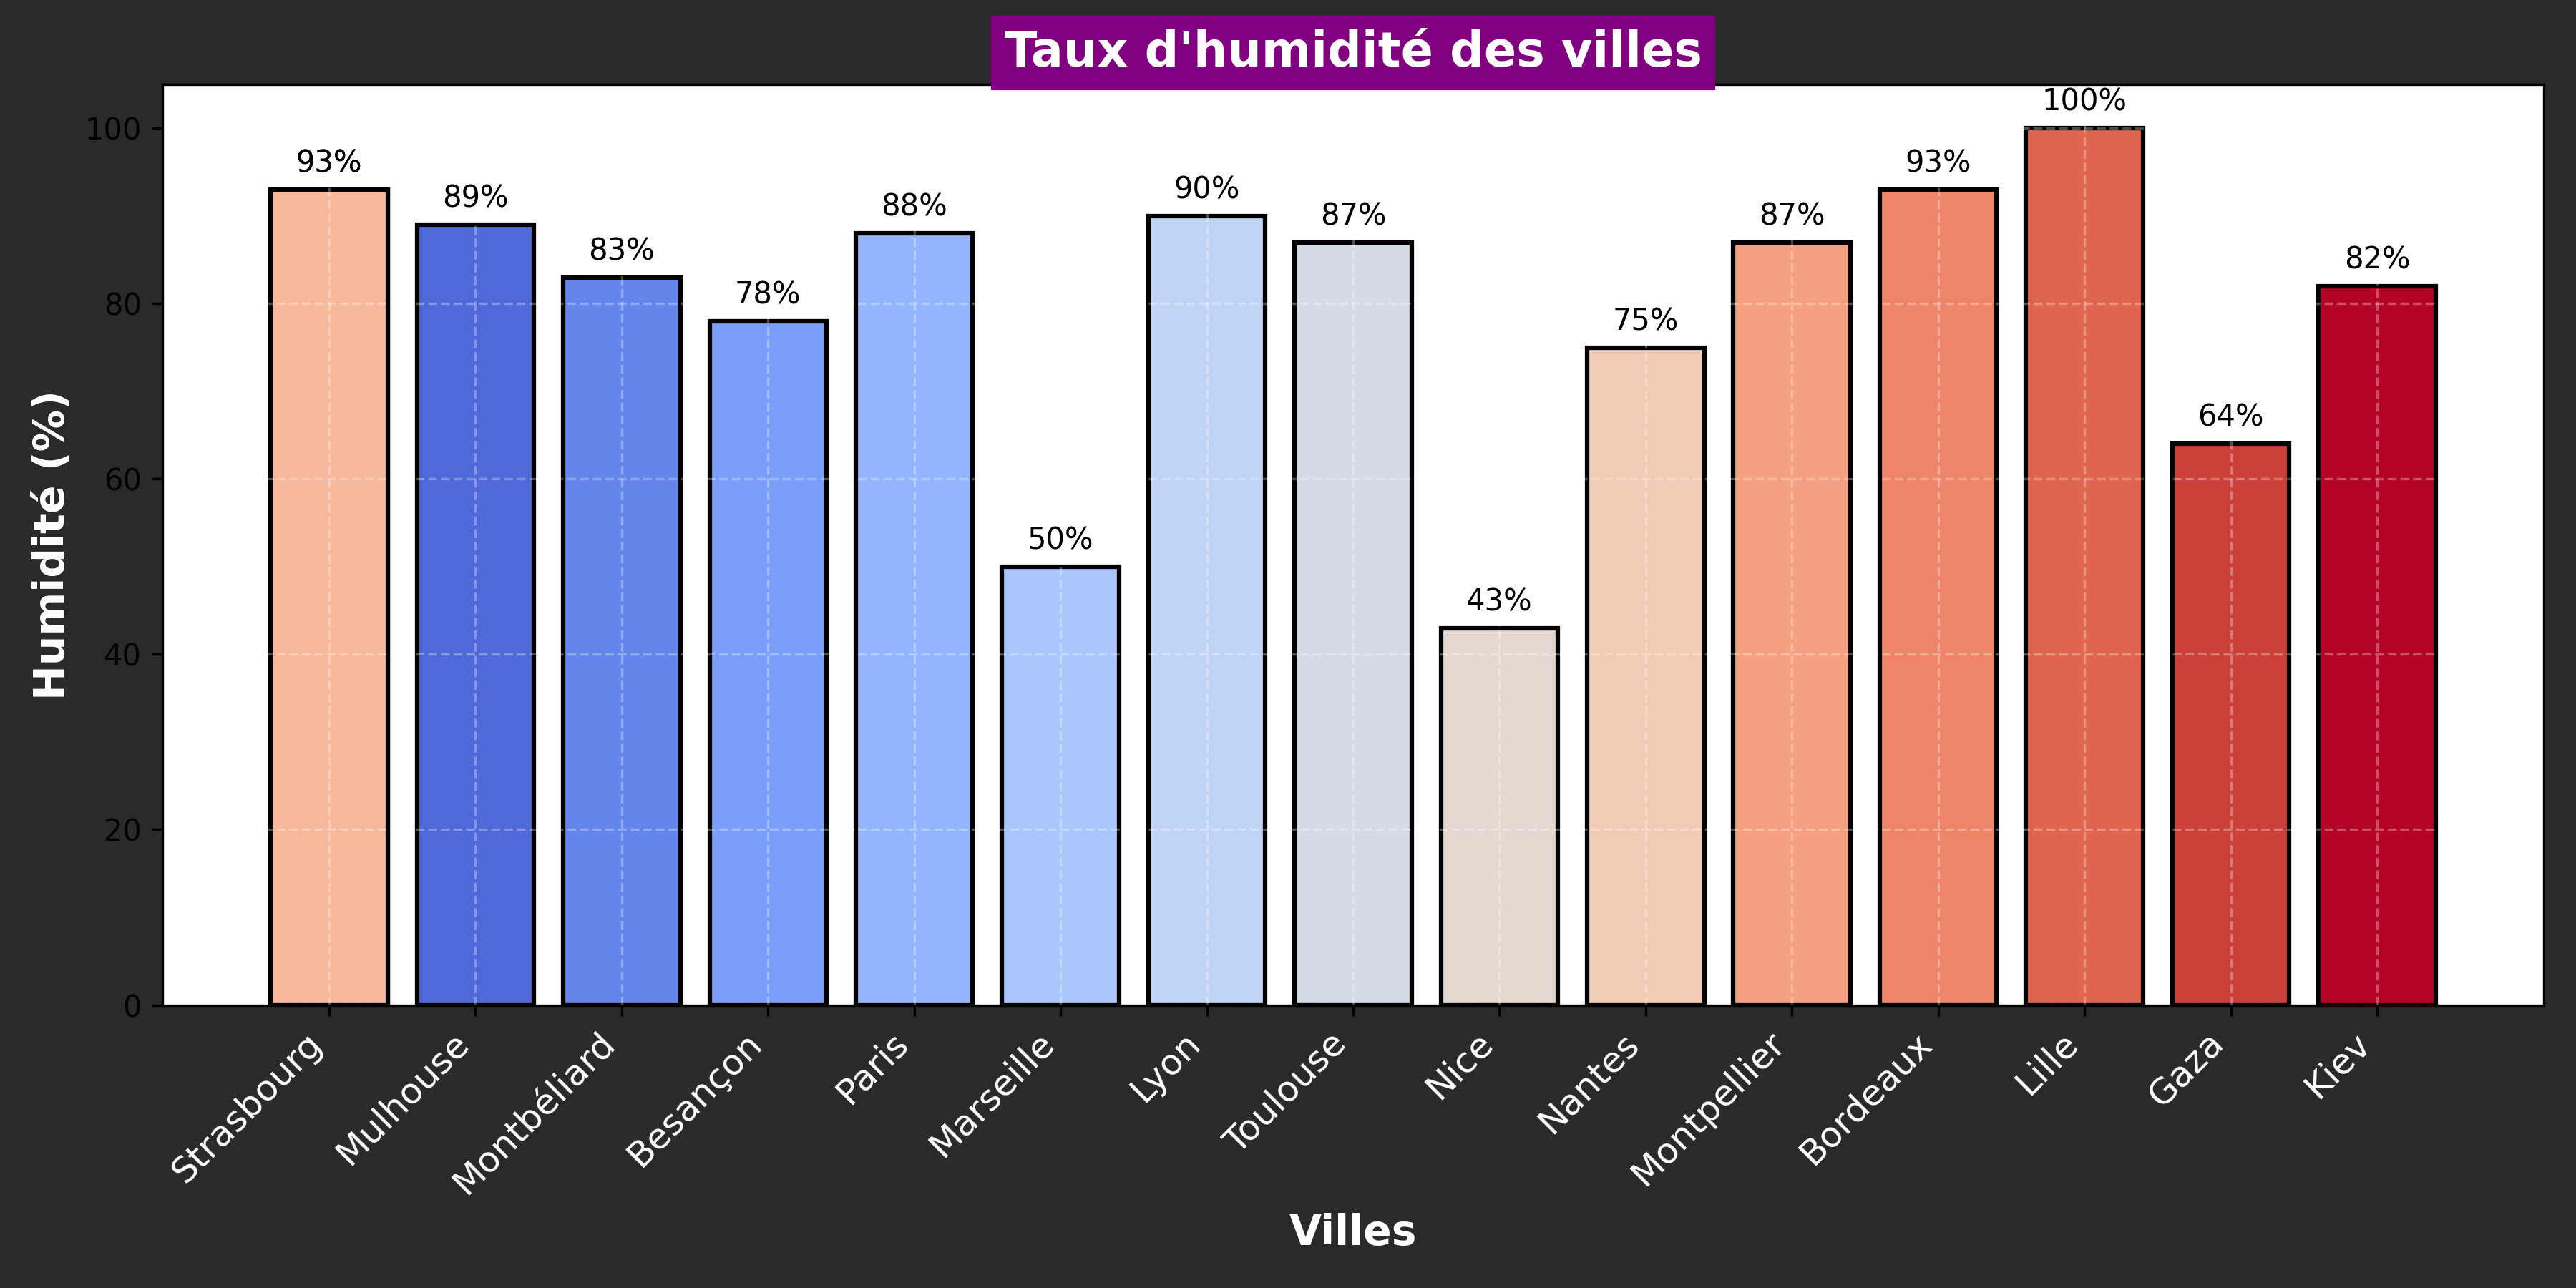 Taux d'humidité des villes
Humidité (%)
100
80
60
40
20
0
93%
89%
83%
78%
88%
50%
90%
87%
43%
75%
87%
93%
100%
64%
82%
Strasbourg
Mulhouse
Montbéliard
Besançon
Paris
Marseille
Lyon
Toulouse
Nice
Nantes
Montpellier
Bordeaux
Lille
Gaza
Kiev
Villes